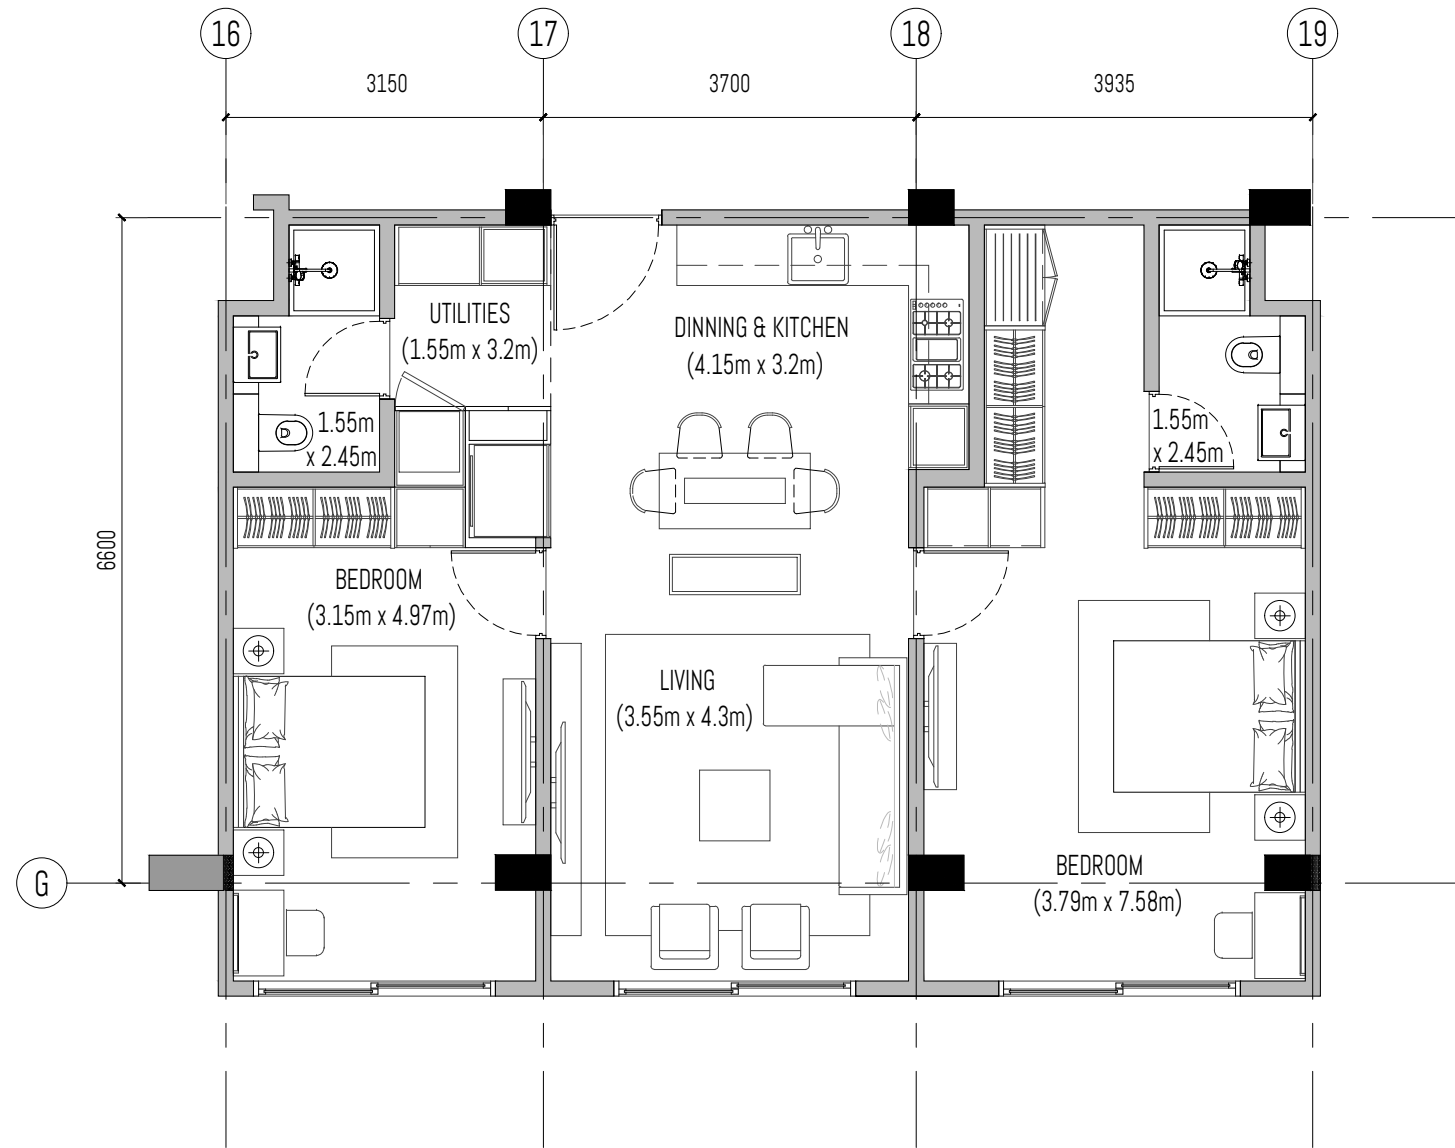 16 17 18 19
3150 3700 3935
UTILITIES
(1.55m x 3.2m)
DINNING & KITCHEN
(4.15m x 3.2m)
1.55m
x 2.45m
1.55m
x 2.45m
6600
BEDROOM
(3.15m x 4.97m)
LIVING
(3.55m x 4.3m)
BEDROOM
(3.79m x 7.58m)
G